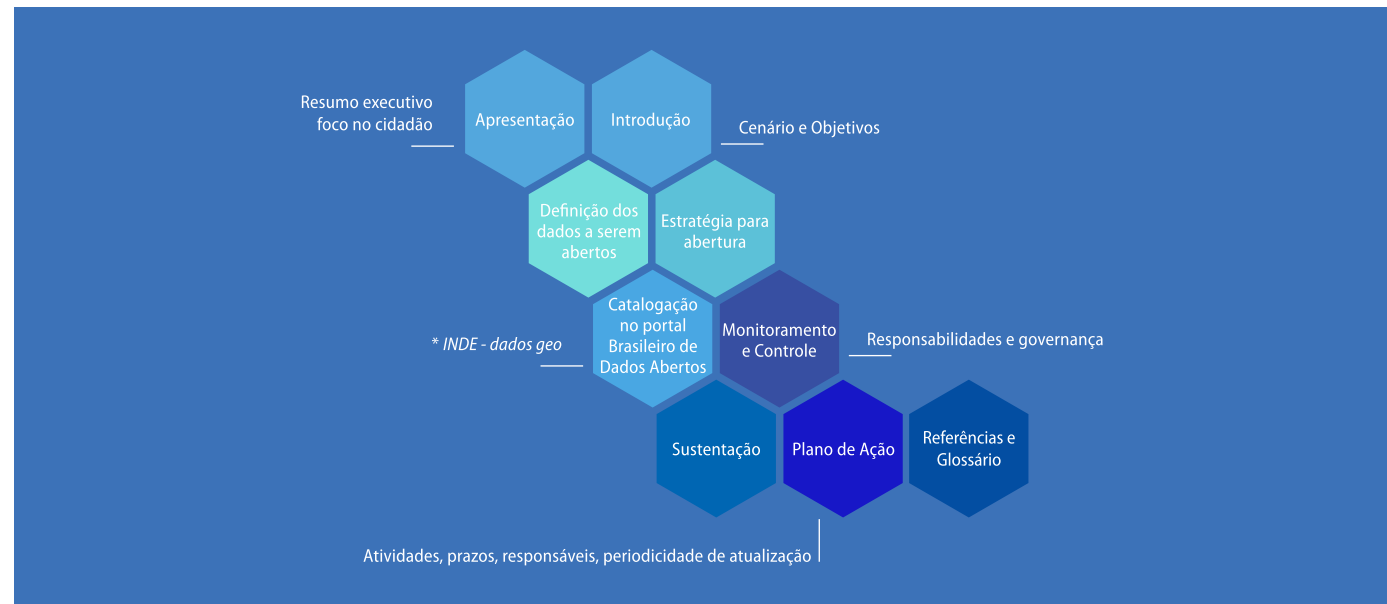 Resumo executivo
foco no cidadão
Apresentação
Introdução
Cenário e Objetivos
Definição dos
dados a serem
abertos
Estratégia para
abertura
* INDE - dados geo
Catalogação
no portal
Brasileiro de
Dados Abertos
Monitoramento
e Controle
Responsabilidades e governança
Sustentação
Plano de Ação
Referências e
Glossário
Atividades, prazos, responsáveis, periodicidade de atualização